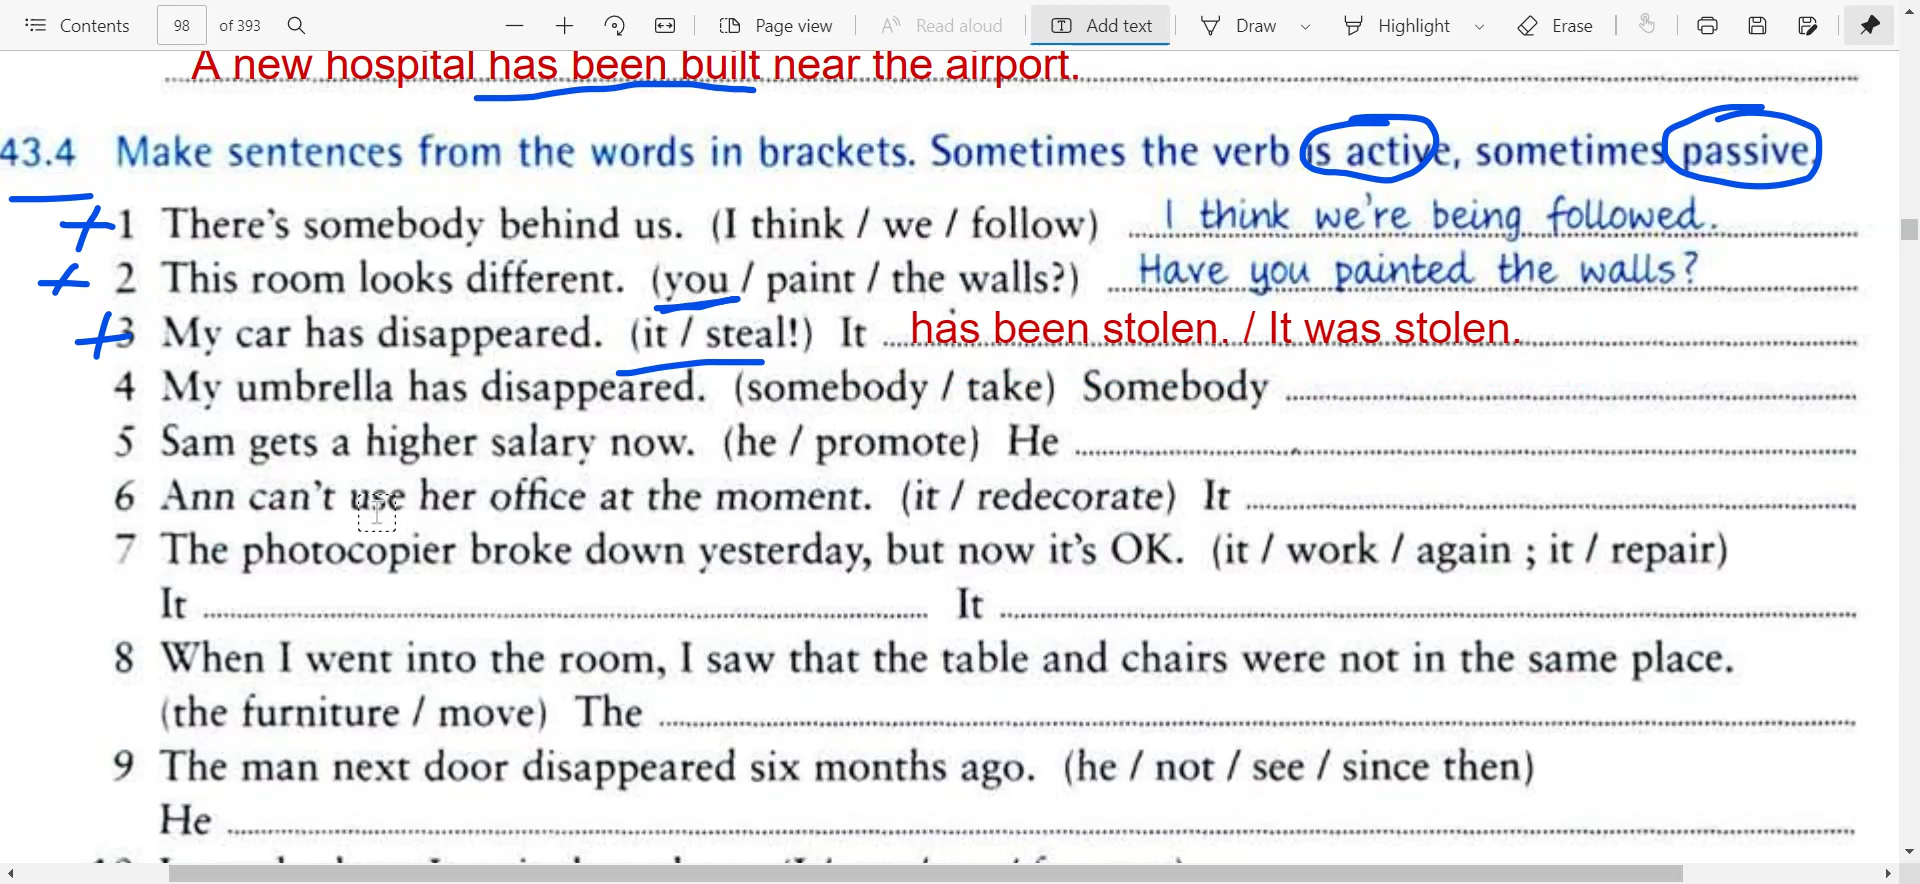 Contents 98 of 393 Page view Read aloud Add text Draw Highlight Erase
A new hospital has been built near the airport.
43.4 Make sentences from the words in brackets. Sometimes the verb is active, sometimes passive.
1 There's somebody behind us. (I think / we / follow) I think we're being followed.
2 This room looks different. (you / paint / the walls?) Have you painted the walls?
3 My car has disappeared. (it / steal!) It has been stolen. / It was stolen.
4 My umbrella has disappeared. (somebody / take) Somebody
5 Sam gets a higher salary now. (he / promote) He
6 Ann can't use her office at the moment. (it / redecorate) It
7 The photocopier broke down yesterday, but now it's OK. (it / work / again ; it / repair)
It It
8 When I went into the room, I saw that the table and chairs were not in the same place.
(the furniture / move) The
9 The man next door disappeared six months ago. (he / not / see / since then)
He